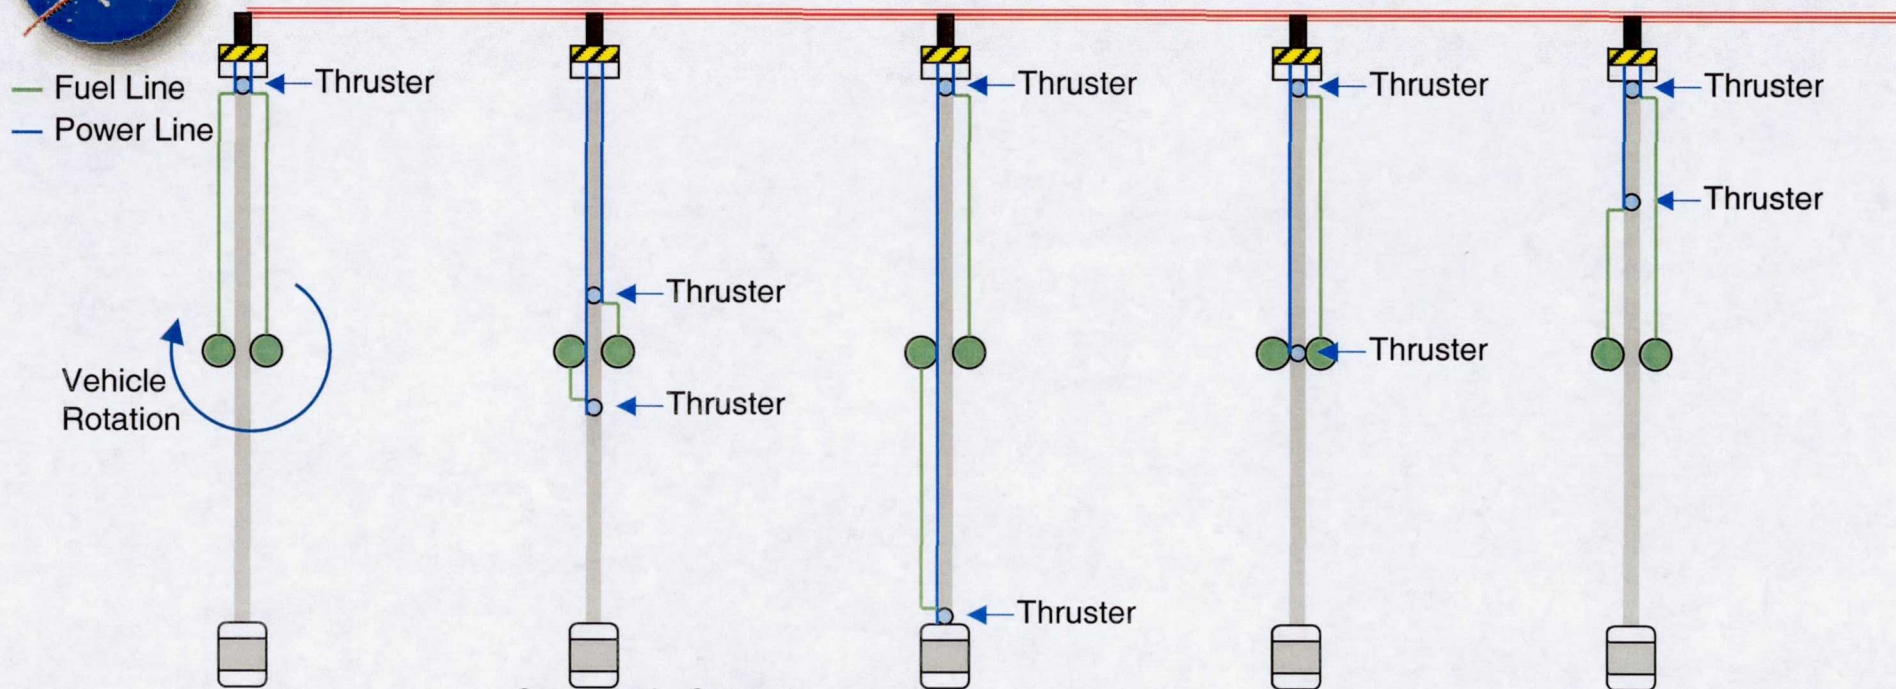 Fuel Line
Power Line
Thruster
Vehicle
Rotation
Thruster
Thruster
Thruster
Thruster
Thruster
Thruster
Thruster
Thruster